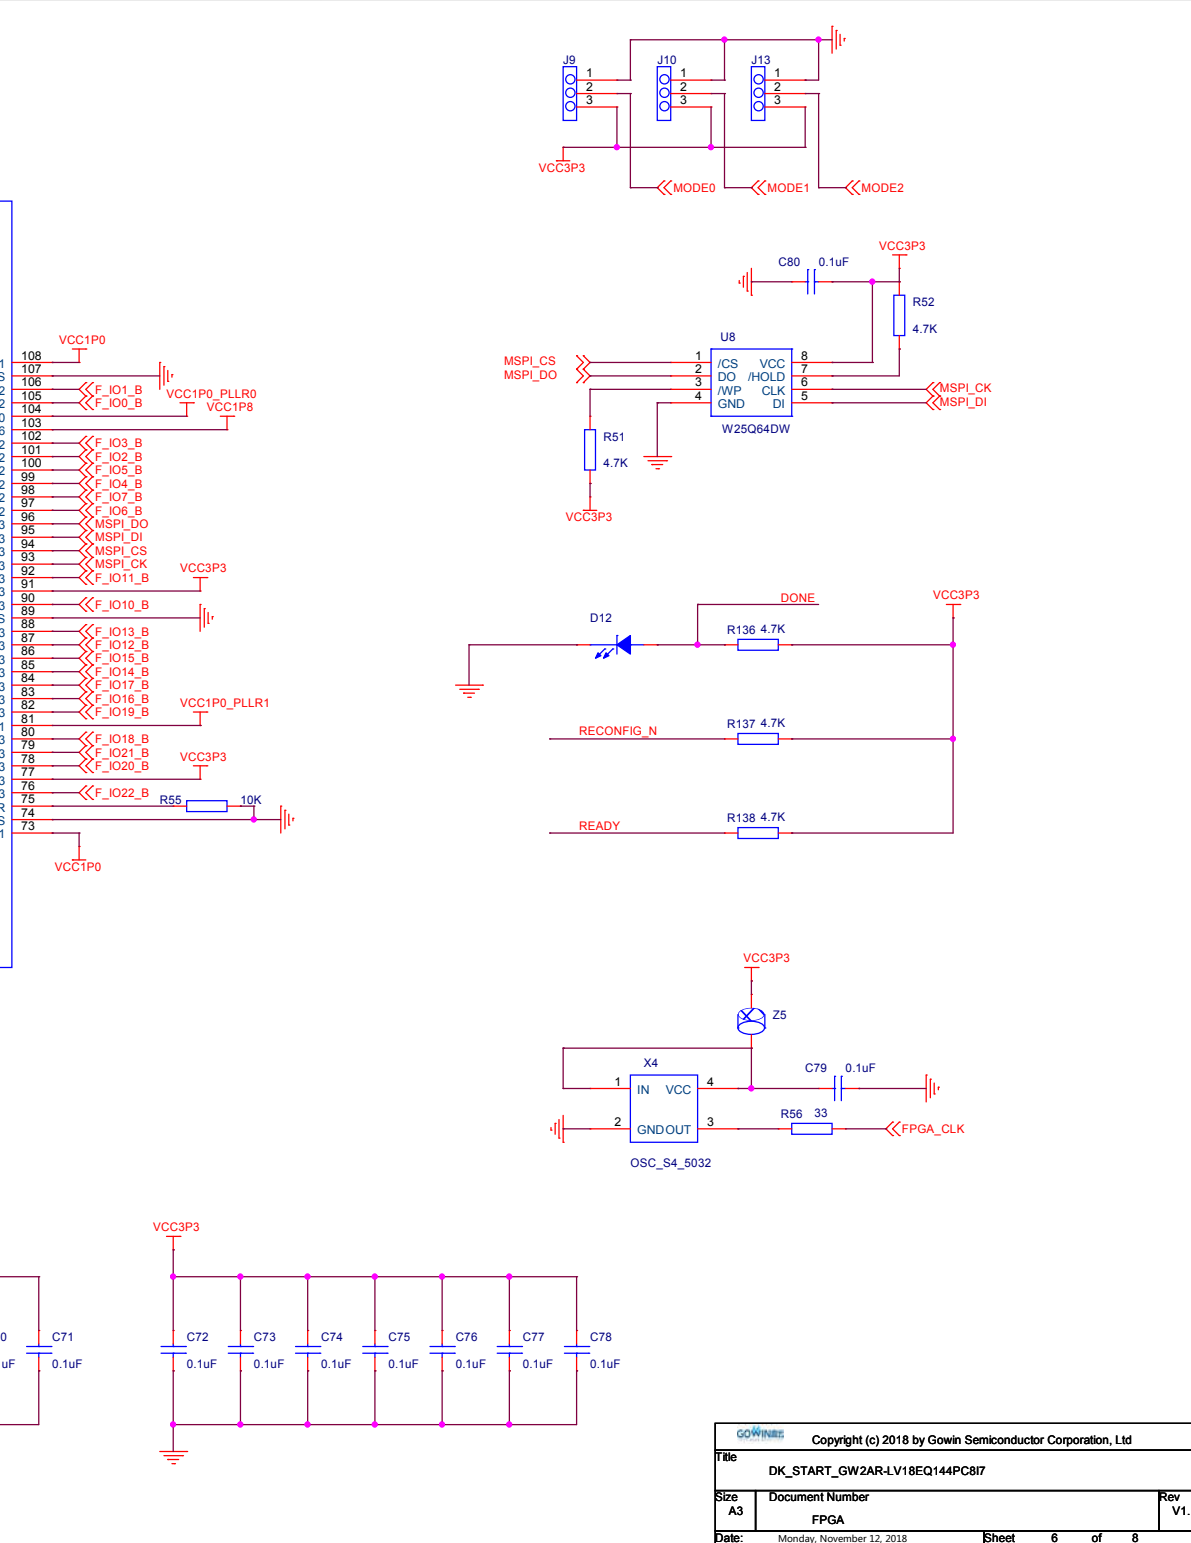 J9
1
2
3
J10
1
2
3
J13
1
2
3
VCC3P3
MODE0
MODE1
MODE2
VCC3P3
C80 0.1uF
R52
4.7K
U8
MSPI_CS
MSPI_DO
1 /CS VCC 8
2 DO /HOLD 7
3 /WP CLK 6
4 GND DI 5
MSPI_CK
MSPI_DI
W25Q64DW
R51
4.7K
VCC3P3
VCC1P0
108
107
106 F_IO1_B
105 F_IO0_B
VCC1P0_PLLR0
104
VCC1P8
103
102 F_IO3_B
101 F_IO2_B
100 F_IO5_B
99 F_IO4_B
98 F_IO7_B
97 F_IO6_B
96 MSPI_DO
95 MSPI_DI
94 MSPI_CS
93 MSPI_CK
92 F_IO11_B
VCC3P3
91
90 F_IO10_B
89
88 F_IO13_B
87 F_IO12_B
86 F_IO15_B
85 F_IO14_B
84 F_IO17_B
83 F_IO16_B
82 F_IO19_B
VCC1P0_PLLR1
81
80 F_IO18_B
79 F_IO21_B
78 F_IO20_B
VCC3P3
77
76 F_IO22_B
75 R55 10K
74
73
VCC1P0
DONE
VCC3P3
D12
R136 4.7K
RECONFIG_N
R137 4.7K
READY
R138 4.7K
VCC3P3
Z5
X4
1 IN VCC 4
C79 0.1uF
2 GND OUT 3
R56 33
FPGA_CLK
OSC_S4_5032
VCC3P3
0 C71 C72 C73 C74 C75 C76 C77 C78
uF 0.1uF 0.1uF 0.1uF 0.1uF 0.1uF 0.1uF 0.1uF 0.1uF
GOWIN Copyright (c) 2018 by Gowin Semiconductor Corporation, Ltd
Title
DK_START_GW2AR-LV18EQ144PC8I7
Size Document Number Rev
A3 FPGA V1.
Date: Monday, November 12, 2018 Sheet 6 of 8